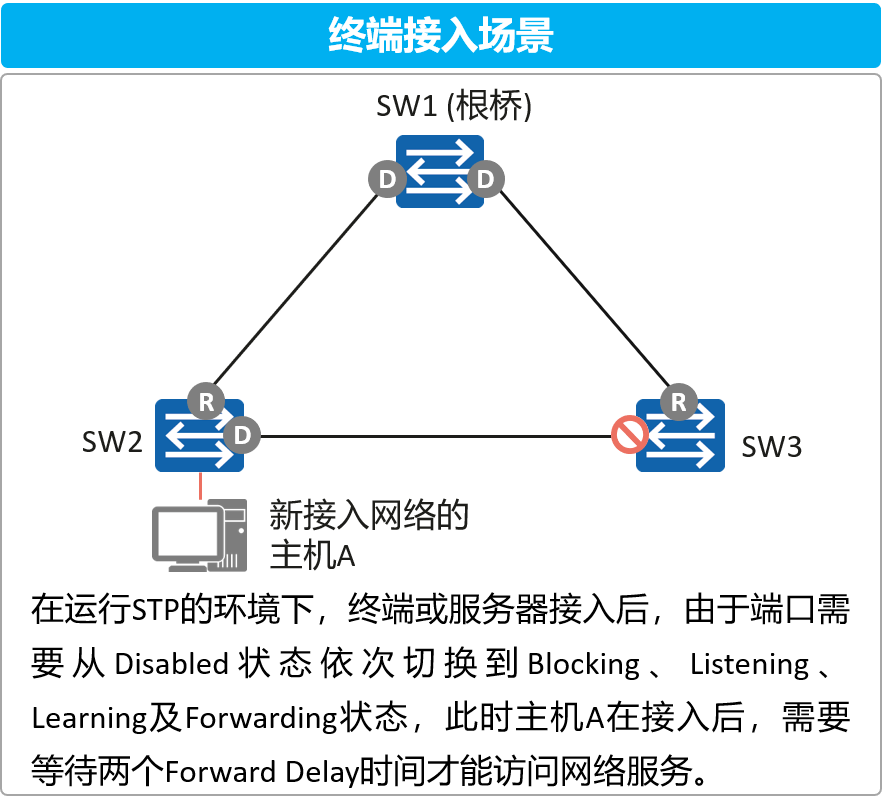 终端接入场景
SW1 (根桥)
D
D
R
D
R
SW2
SW3
新接入网络的
主机A
在运行STP的环境下，终端或服务器接入后，由于端口需
要从Disabled状态依次切换到Blocking、Listening、
Learning及Forwarding状态，此时主机A在接入后，需要
等待两个Forward Delay时间才能访问网络服务。